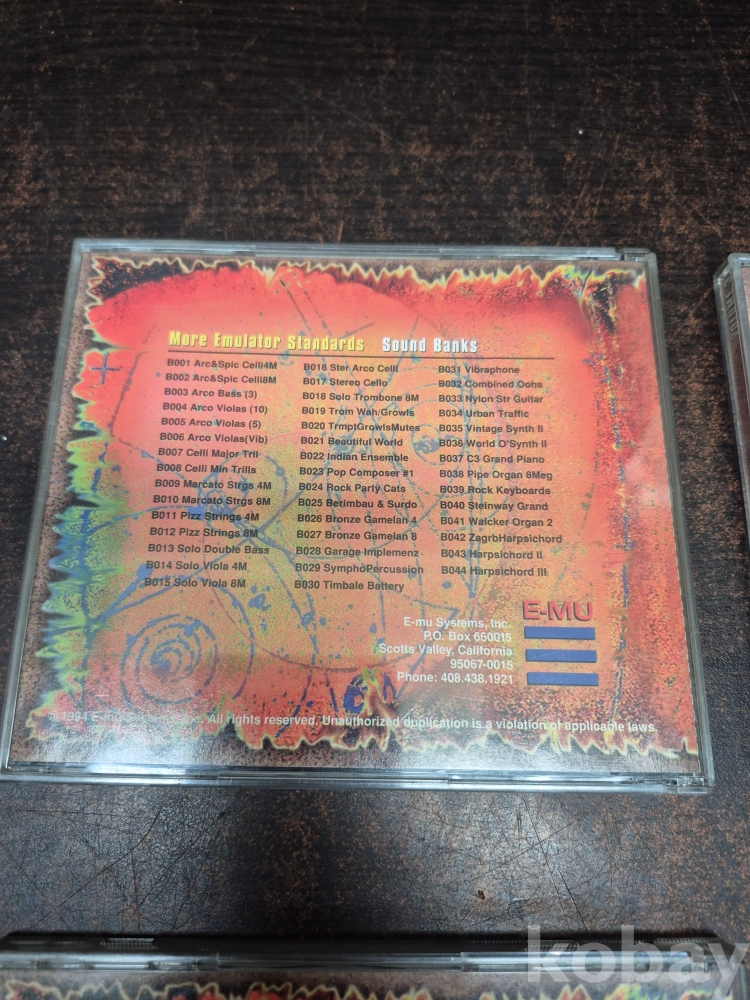 More Emulator Standards Sound Banks
B001 Arc&Spic Celli4M
B002 Arc&Spic Celli8M
B003 Arco Bass (3)
B004 Arco Violas (10)
B005 Arco Violas (5)
B006 Arco Violas(Vib)
B007 Celli Major Tril
B008 Celli Min Trills
B009 Marcato Strgs 4M
B010 Marcato Strgs 8M
B011 Pizz Strings 4M
B012 Pizz Strings 8M
B013 Solo Double Bass
B014 Solo Viola 4M
B015 Solo Viola 8M
B016 Ster Arco Celli
B017 Stereo Cello
B018 Solo Trombone 8M
B019 Trom Wah/Growls
B020 TrmptGrowlsMutes
B021 Beautiful World
B022 Indian Ensemble
B023 Pop Composer #1
B024 Rock Party Cats
B025 Berimbau & Surdo
B026 Bronze Gamelan 4
B027 Bronze Gamelan 8
B028 Garage Implemenz
B029 SymphoPercussion
B030 Timbale Battery
B031 Vibraphone
B032 Combined Oohs
B033 Nylon Str Guitar
B034 Urban Traffic
B035 Vintage Synth II
B036 World O'Synth II
B037 C3 Grand Piano
B038 Pipe Organ 8Meg
B039 Rock Keyboards
B040 Steinway Grand
B041 Walcker Organ 2
B042 ZagrbHarpsichord
B043 Harpsichord II
B044 Harpsichord III
E-MU
E-mu Systems, Inc.
P.O. Box 660015
Scotts Valley, California
95067-0015
Phone: 408.438.1921
1994 All rights reserved. Unauthorized duplication is a violation of applicable laws.
kobay